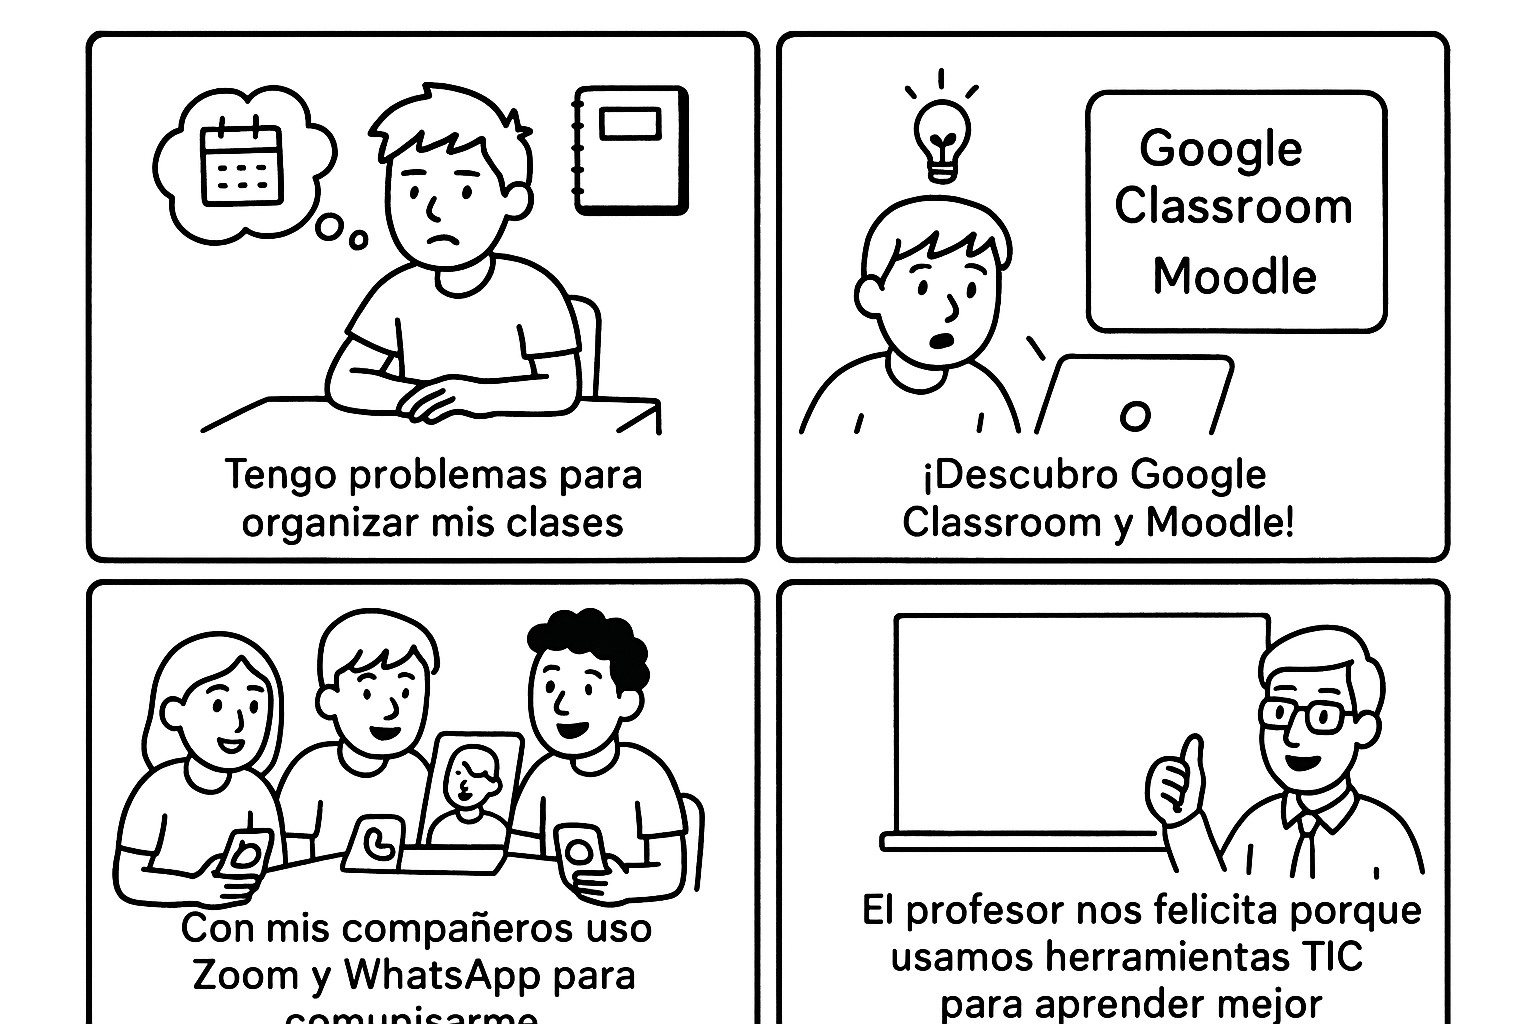 Tengo problemas para
organizar mis clases
Google
Classroom
Moodle
¡Descubro Google
Classroom y Moodle!
Con mis compañeros uso
Zoom y WhatsApp para
comunisarme
El profesor nos felicita porque
usamos herramientas TIC
para aprender mejor